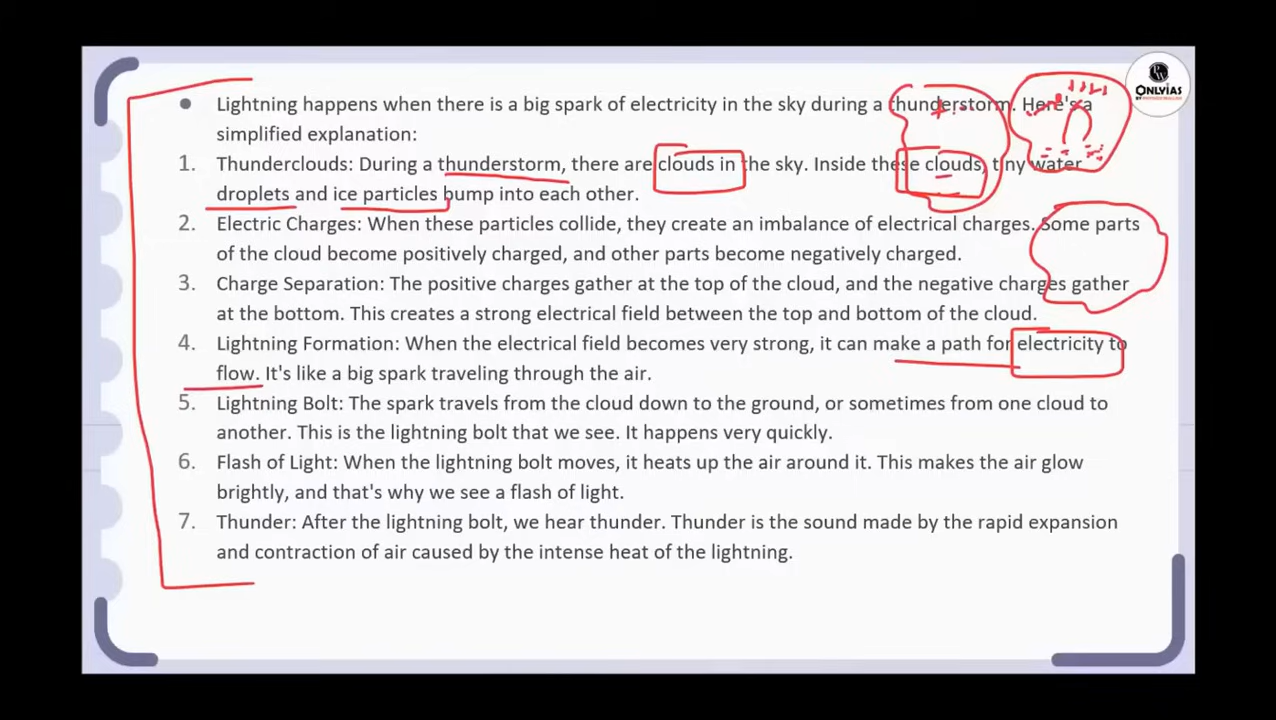 ONLYIAS
BY PHYSICS WALLAH
● Lightning happens when there is a big spark of electricity in the sky during a thunderstorm. Here's a
simplified explanation:
1. Thunderclouds: During a thunderstorm, there are clouds in the sky. Inside these clouds, tiny water
droplets and ice particles bump into each other.
2. Electric Charges: When these particles collide, they create an imbalance of electrical charges. Some parts
of the cloud become positively charged, and other parts become negatively charged.
3. Charge Separation: The positive charges gather at the top of the cloud, and the negative charges gather
at the bottom. This creates a strong electrical field between the top and bottom of the cloud.
4. Lightning Formation: When the electrical field becomes very strong, it can make a path for electricity to
flow. It's like a big spark traveling through the air.
5. Lightning Bolt: The spark travels from the cloud down to the ground, or sometimes from one cloud to
another. This is the lightning bolt that we see. It happens very quickly.
6. Flash of Light: When the lightning bolt moves, it heats up the air around it. This makes the air glow
brightly, and that's why we see a flash of light.
7. Thunder: After the lightning bolt, we hear thunder. Thunder is the sound made by the rapid expansion
and contraction of air caused by the intense heat of the lightning.